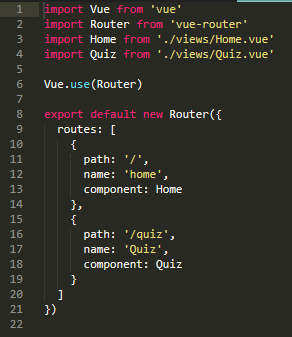 1 import Vue from 'vue'
2 import Router from 'vue-router'
3 import Home from './views/Home.vue'
4 import Quiz from './views/Quiz.vue'
5
6 Vue.use(Router)
7
8 export default new Router({
9   routes: [
10     {
11       path: '/',
12       name: 'home',
13       component: Home
14     },
15     {
16       path: '/quiz',
17       name: 'Quiz',
18       component: Quiz
19     }
20   ]
21 })
22